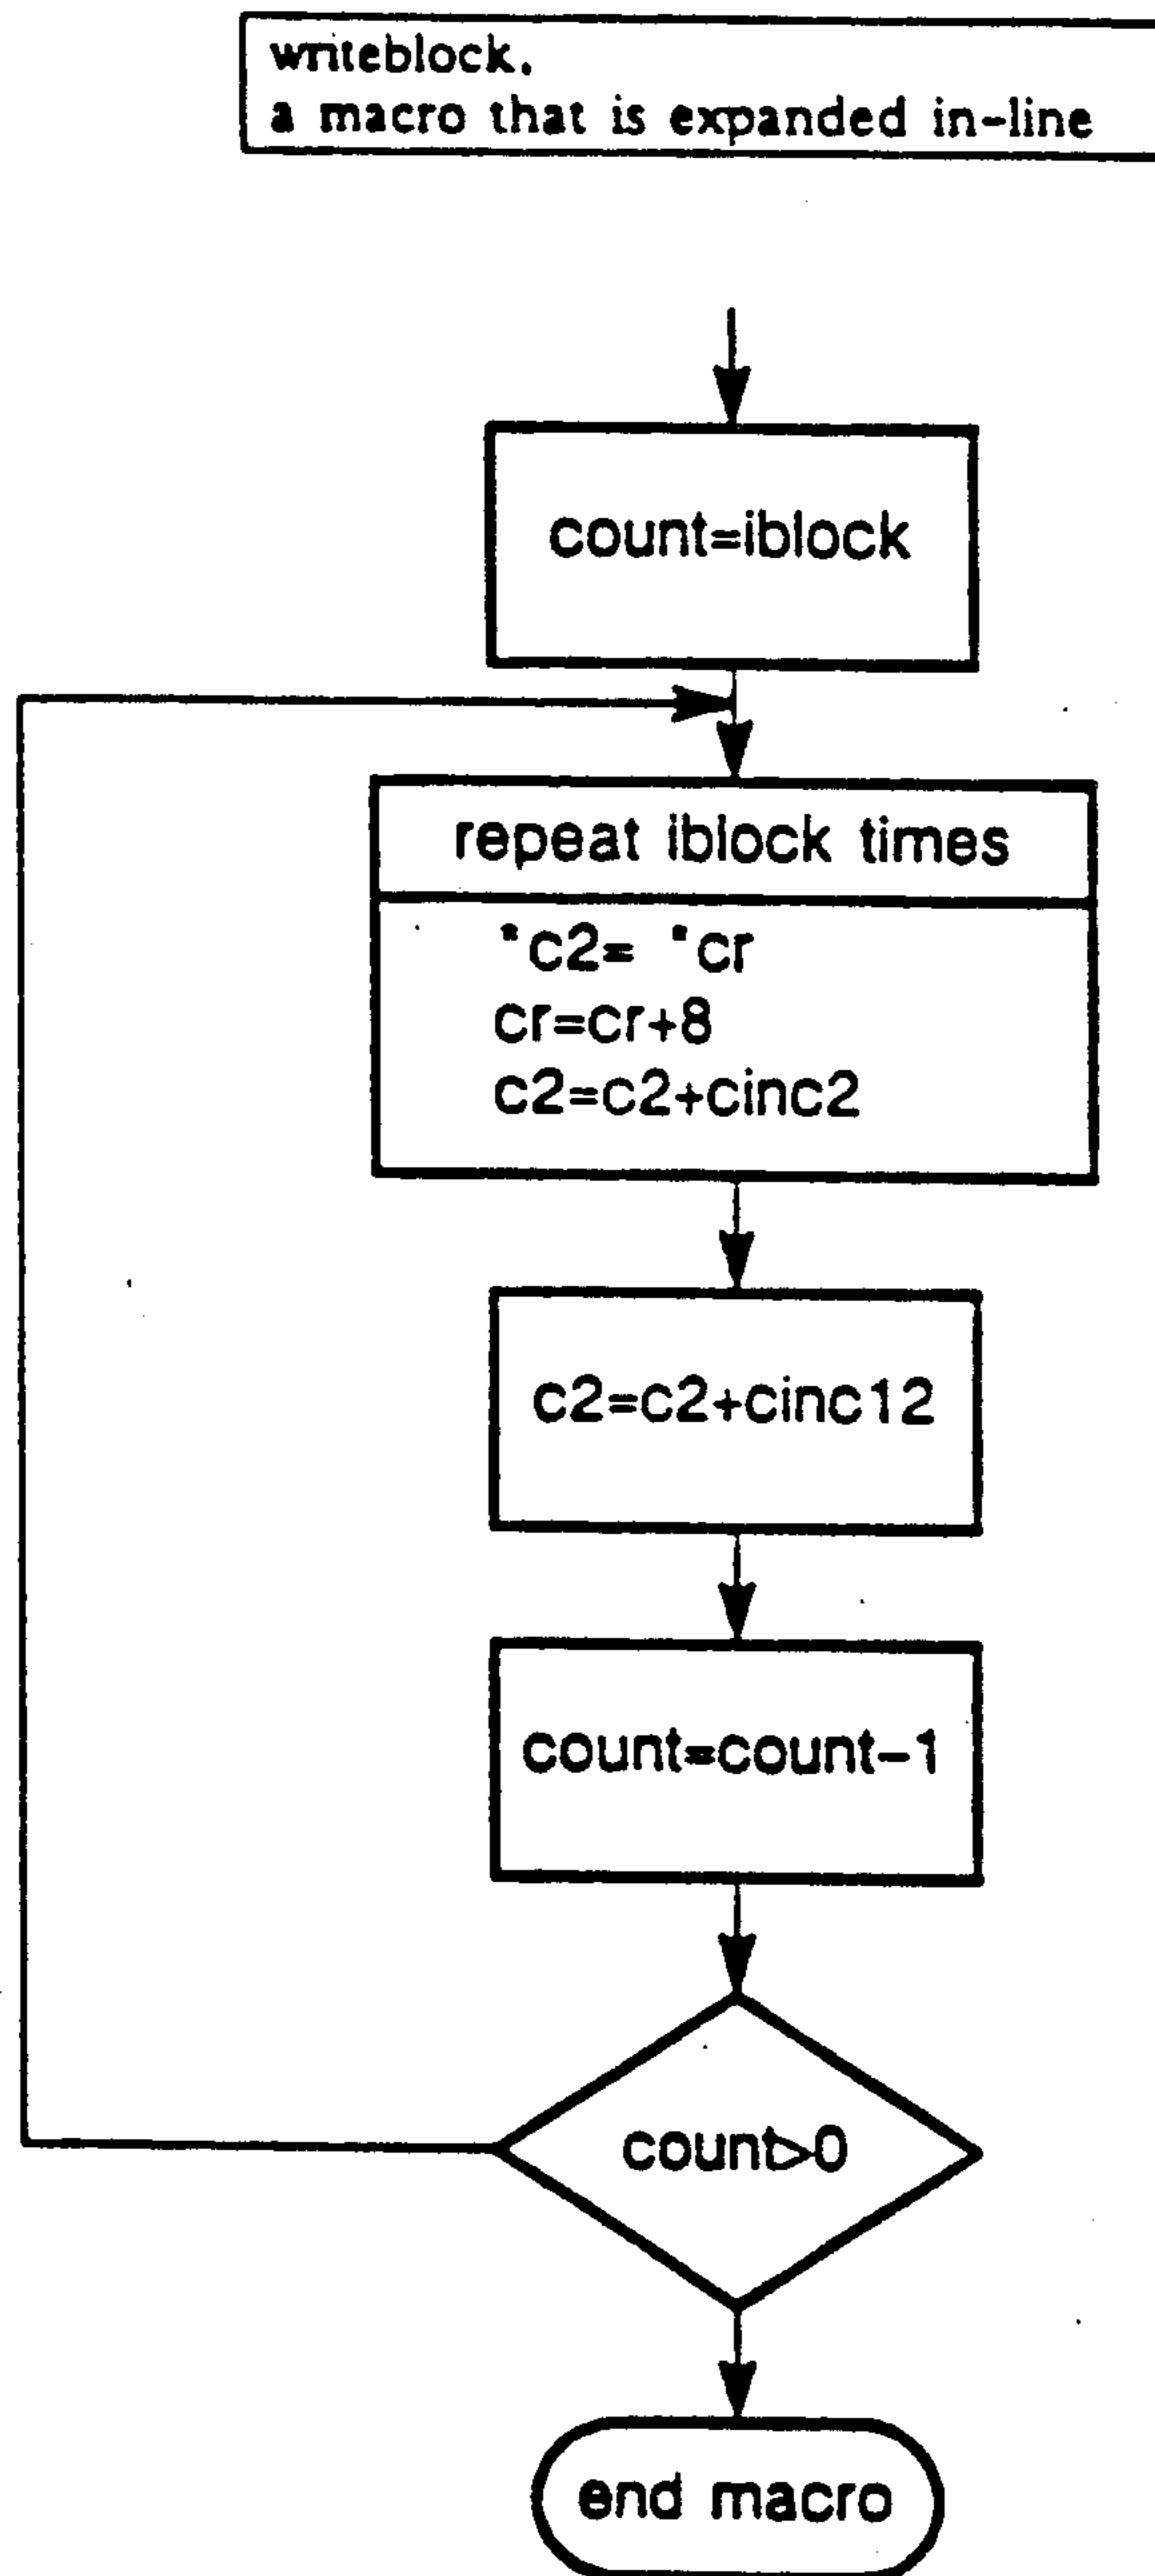 writeblock.
a macro that is expanded in-line
count=iblock
repeat iblock times
*c2= *cr
cr=cr+8
c2=c2+cinc2
c2=c2+cinc12
count=count-1
count>0
end macro